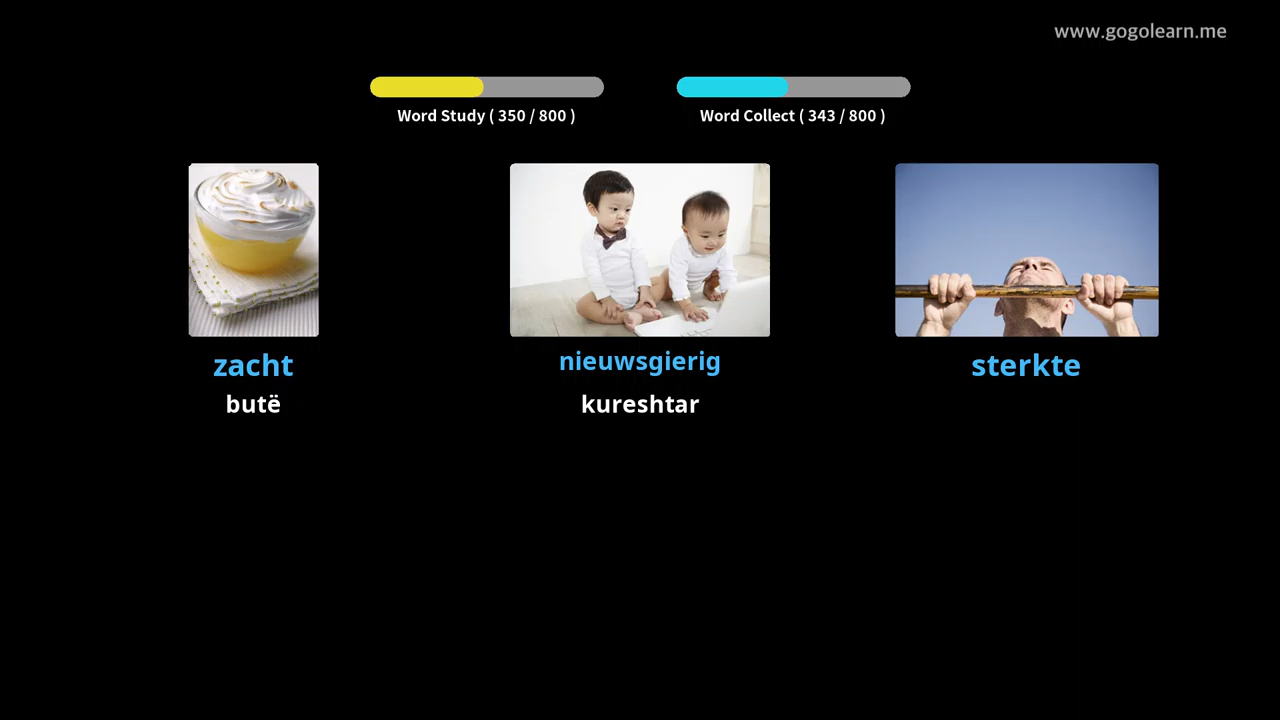 www.gogolearn.me
Word Study ( 350 / 800 )
Word Collect ( 343 / 800 )
zacht
butë
nieuwsgierig
kureshtar
sterkte